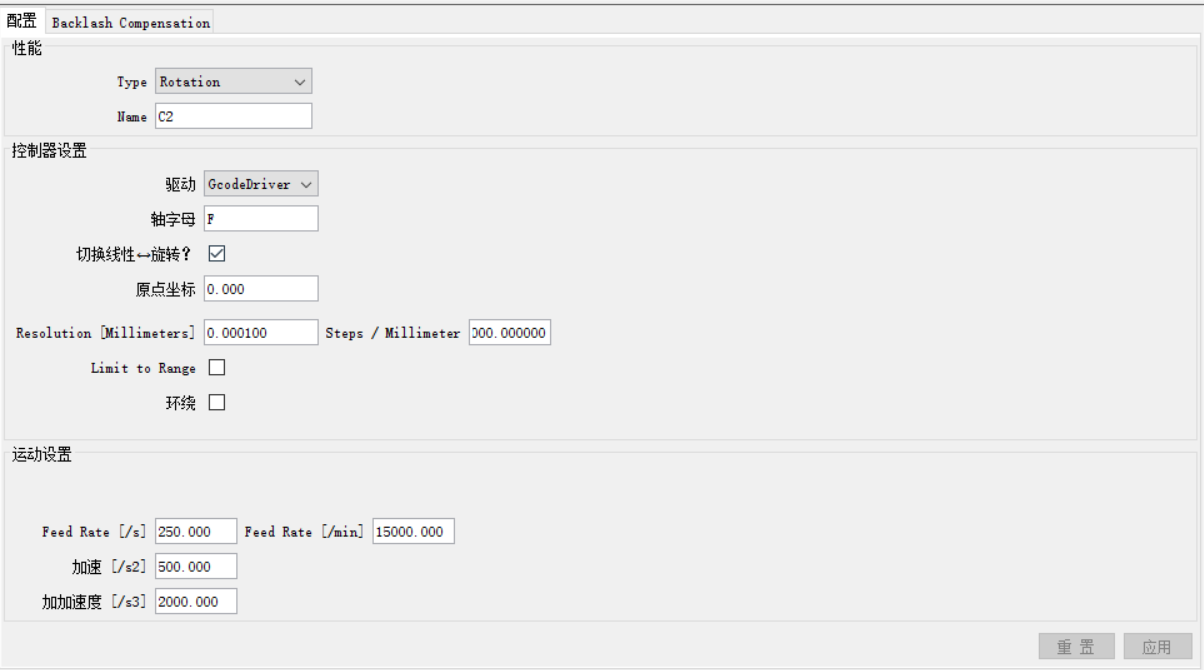 配置 Backlash Compensation
性能
Type Rotation
Name C2
控制器设置
驱动 GcodeDriver
轴字母 F
切换线性↔旋转?
原点坐标 0.000
Resolution [Millimeters] 0.000100 Steps / Millimeter 000.000000
Limit to Range
环绕
运动设置
Feed Rate [/s] 250.000 Feed Rate [/min] 15000.000
加速 [/s2] 500.000
加加速度 [/s3] 2000.000
重 置 应用